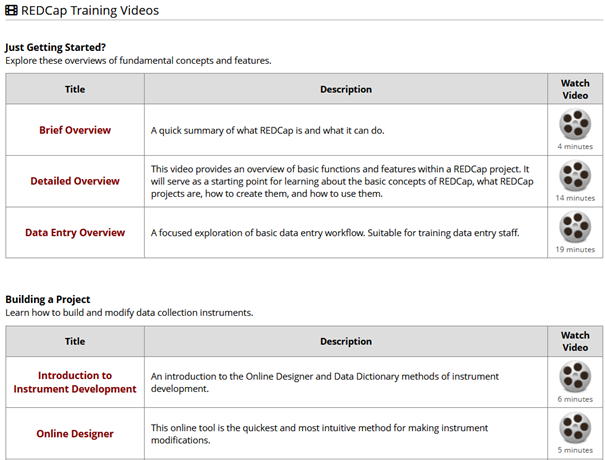 REDCap Training Videos
Just Getting Started?
Explore these overviews of fundamental concepts and features.
Title
Description
Watch
Video
Brief Overview
A quick summary of what REDCap is and what it can do.
4 minutes
Detailed Overview
This video provides an overview of basic functions and features within a REDCap project. It
will serve as a starting point for learning about the basic concepts of REDCap, what REDCap
projects are, how to create them, and how to use them.
14 minutes
Data Entry Overview
A focused exploration of basic data entry workflow. Suitable for training data entry staff.
19 minutes
Building a Project
Learn how to build and modify data collection instruments.
Title
Description
Watch
Video
Introduction to
Instrument Development
An introduction to the Online Designer and Data Dictionary methods of instrument
development.
6 minutes
Online Designer
This online tool is the quickest and most intuitive method for making instrument
modifications.
5 minutes